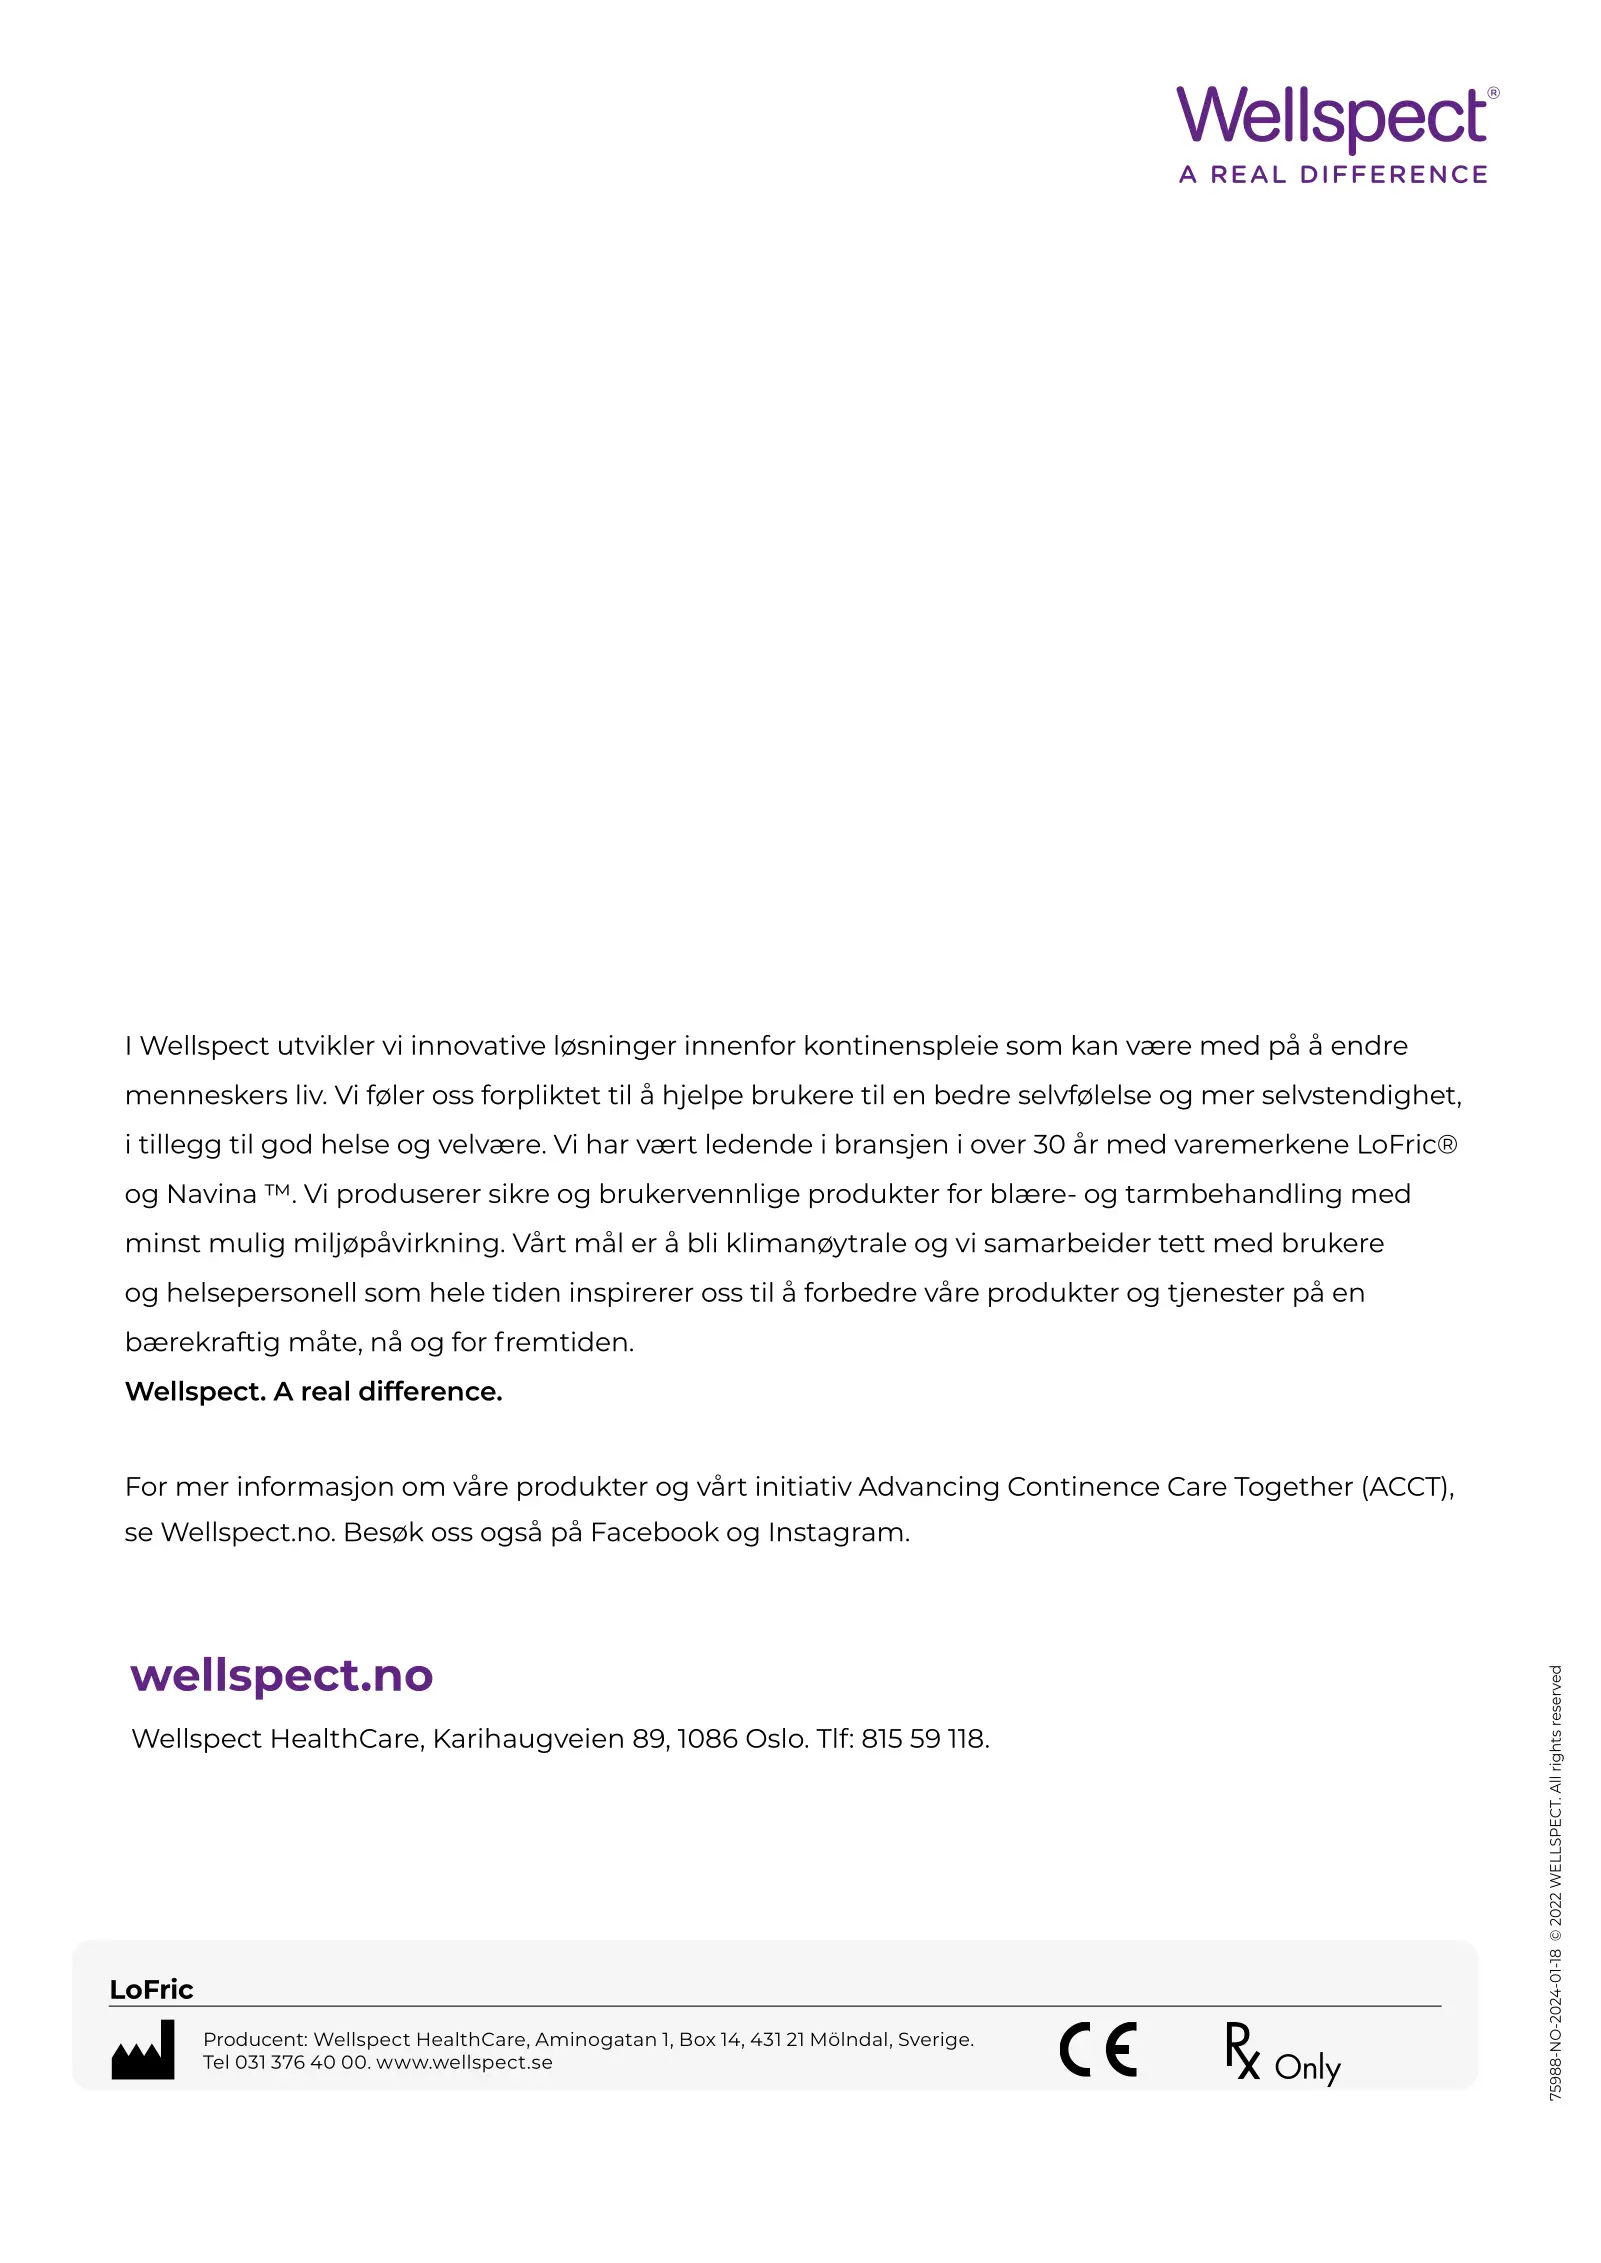 Wellspect®
A REAL DIFFERENCE
I Wellspect utvikler vi innovative løsninger innenfor kontinenspleie som kan være med på å endre
menneskers liv. Vi føler oss forpliktet til å hjelpe brukere til en bedre selvfølelse og mer selvstendighet,
i tillegg til god helse og velvære. Vi har vært ledende i bransjen i over 30 år med varemerkene LoFric®
og Navina ™. Vi produserer sikre og brukervennlige produkter for blære- og tarmbehandling med
minst mulig miljøpåvirkning. Vårt mål er å bli klimanøytrale og vi samarbeider tett med brukere
og helsepersonell som hele tiden inspirerer oss til å forbedre våre produkter og tjenester på en
bærekraftig måte, nå og for fremtiden.
Wellspect. A real difference.
For mer informasjon om våre produkter og vårt initiativ Advancing Continence Care Together (ACCT),
se Wellspect.no. Besøk oss også på Facebook og Instagram.
wellspect.no
Wellspect HealthCare, Karihaugveien 89, 1086 Oslo. Tlf: 815 59 118.
LoFric
Producent: Wellspect HealthCare, Aminogatan 1, Box 14, 431 21 Mölndal, Sverige.
Tel 031 376 40 00. www.wellspect.se
CE
Rx Only
75988-NO-2024-01-18 © 2022 WELLSPECT. All rights reserved